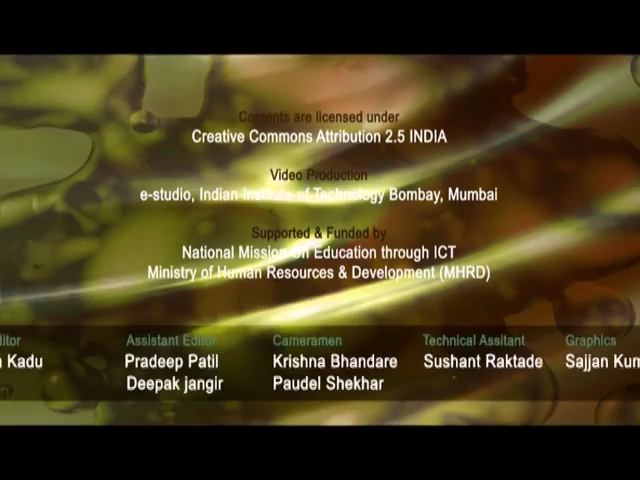 Contents are licensed under
Creative Commons Attribution 2.5 INDIA
Video Production
e-studio, Indian Institute of Technology Bombay, Mumbai
Supported & Funded by
National Mission on Education through ICT
Ministry of Human Resources & Development (MHRD)
Assistant Editor Cameramen Technical Assitant Graphics
Kadu Pradeep Patil Krishna Bhandare Sushant Raktade Sajjan
Deepak jangir Paudel Shekhar